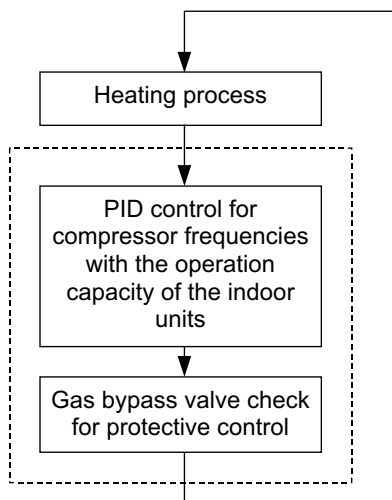 Heating process
PID control for
compressor frequencies
with the operation
capacity of the indoor
units
Gas bypass valve check
for protective control